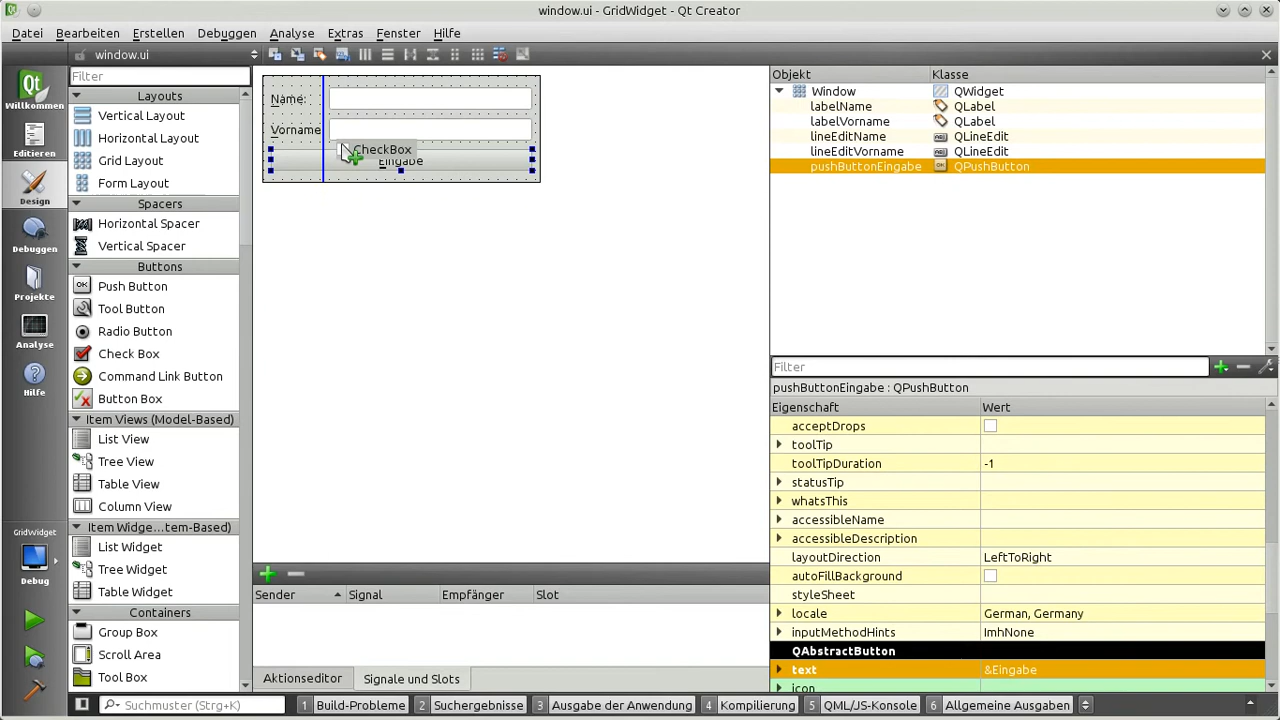 window.ui - GridWidget - Qt Creator
Datei Bearbeiten Erstellen Debuggen Analyse Extras Fenster Hilfe
window.ui
Willkommen
Editieren
Design
Debuggen
Projekte
Analyse
Hilfe
GridWidget
Debug
Filter
Layouts
Vertical Layout
Horizontal Layout
Grid Layout
Form Layout
Spacers
Horizontal Spacer
Vertical Spacer
Buttons
Push Button
Tool Button
Radio Button
Check Box
Command Link Button
Button Box
Item Views (Model-Based)
List View
Tree View
Table View
Column View
Item Widge...tem-Based)
List Widget
Tree Widget
Table Widget
Containers
Group Box
Scroll Area
Tool Box
Name:
Vorname
CheckBox
Eingabe
Sender Signal Empfänger Slot
Aktionseditor Signale und Slots
Objekt Klasse
Window QWidget
labelName QLabel
labelVorname QLabel
lineEditName QLineEdit
lineEditVorname QLineEdit
pushButtonEingabe QPushButton
Filter
pushButtonEingabe : QPushButton
Eigenschaft Wert
acceptDrops
toolTip
toolTipDuration -1
statusTip
whatsThis
accessibleName
accessibleDescription
layoutDirection LeftToRight
autoFillBackground
styleSheet
locale German, Germany
inputMethodHints ImhNone
QAbstractButton
text &Eingabe
icon
Suchmuster (Strg+K) 1 Build-Probleme 2 Suchergebnisse 3 Ausgabe der Anwendung 4 Kompilierung 5 QML/JS-Konsole 6 Allgemeine Ausgaben